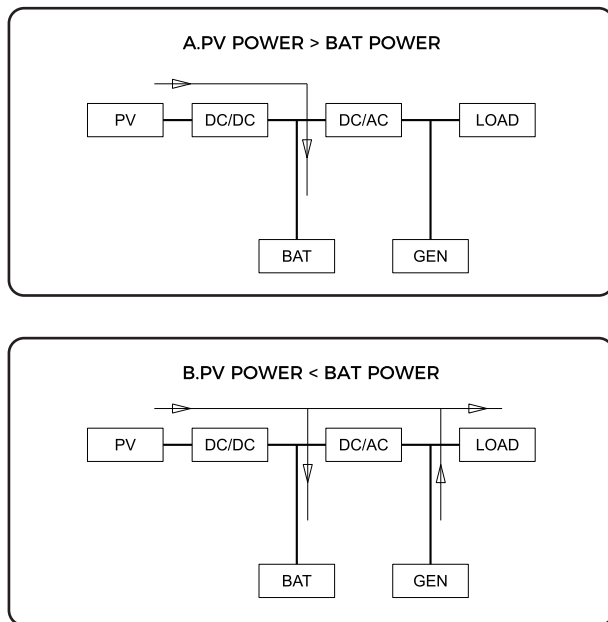 A.PV POWER > BAT POWER
PV DC/DC DC/AC LOAD
BAT GEN
B.PV POWER < BAT POWER
PV DC/DC DC/AC LOAD
BAT GEN